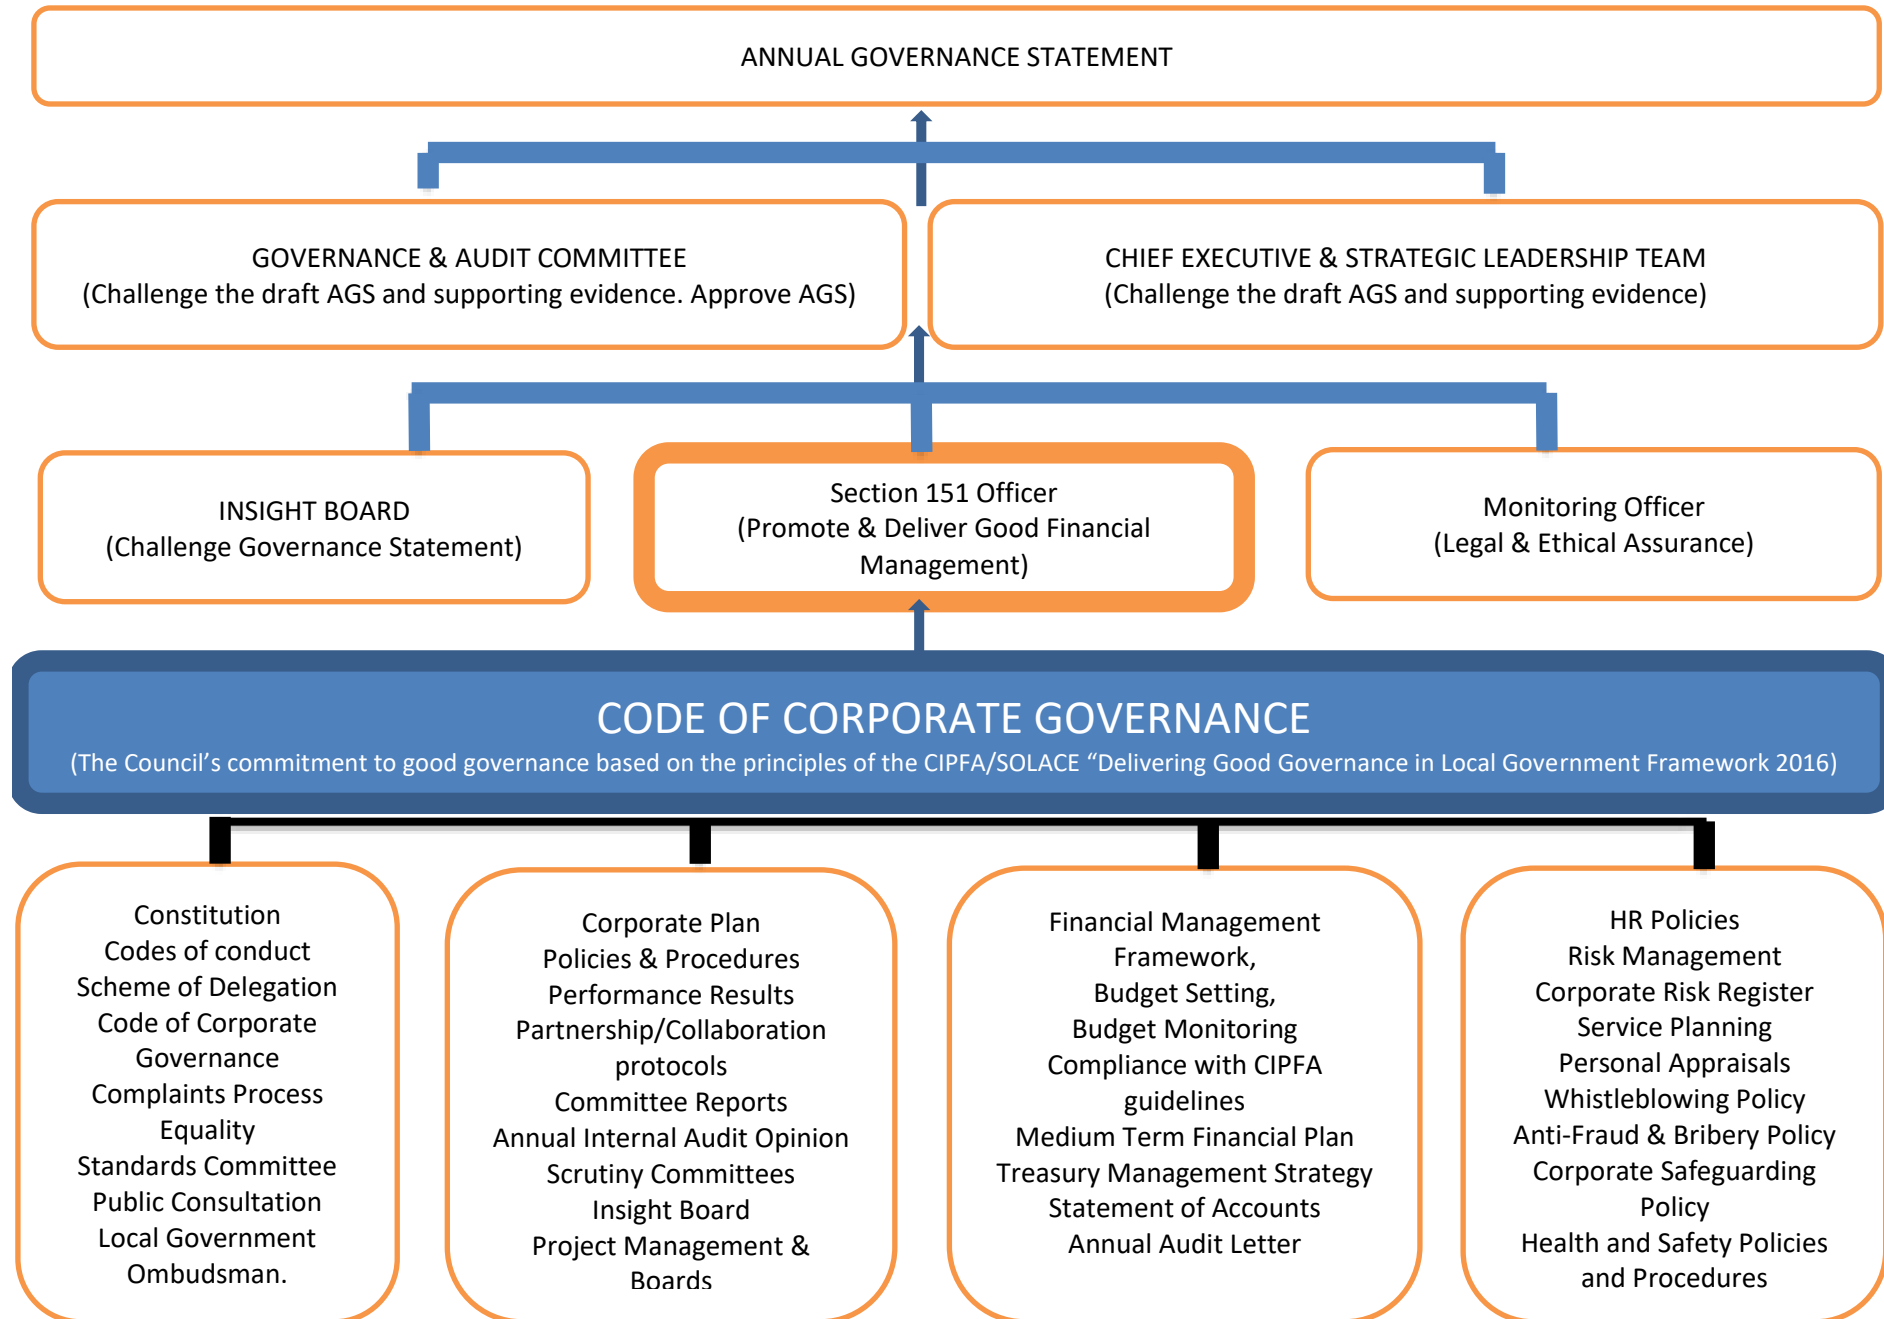 ANNUAL GOVERNANCE STATEMENT
GOVERNANCE & AUDIT COMMITTEE
(Challenge the draft AGS and supporting evidence. Approve AGS)
CHIEF EXECUTIVE & STRATEGIC LEADERSHIP TEAM
(Challenge the draft AGS and supporting evidence)
INSIGHT BOARD
(Challenge Governance Statement)
Section 151 Officer
(Promote & Deliver Good Financial
Management)
Monitoring Officer
(Legal & Ethical Assurance)
CODE OF CORPORATE GOVERNANCE
(The Council’s commitment to good governance based on the principles of the CIPFA/SOLACE “Delivering Good Governance in Local Government Framework 2016)
Constitution
Codes of conduct
Scheme of Delegation
Code of Corporate
Governance
Complaints Process
Equality
Standards Committee
Public Consultation
Local Government
Ombudsman.
Corporate Plan
Policies & Procedures
Performance Results
Partnership/Collaboration
protocols
Committee Reports
Annual Internal Audit Opinion
Scrutiny Committees
Insight Board
Project Management &
Boards
Financial Management
Framework,
Budget Setting,
Budget Monitoring
Compliance with CIPFA
guidelines
Medium Term Financial Plan
Treasury Management Strategy
Statement of Accounts
Annual Audit Letter
HR Policies
Risk Management
Corporate Risk Register
Service Planning
Personal Appraisals
Whistleblowing Policy
Anti-Fraud & Bribery Policy
Corporate Safeguarding
Policy
Health and Safety Policies
and Procedures